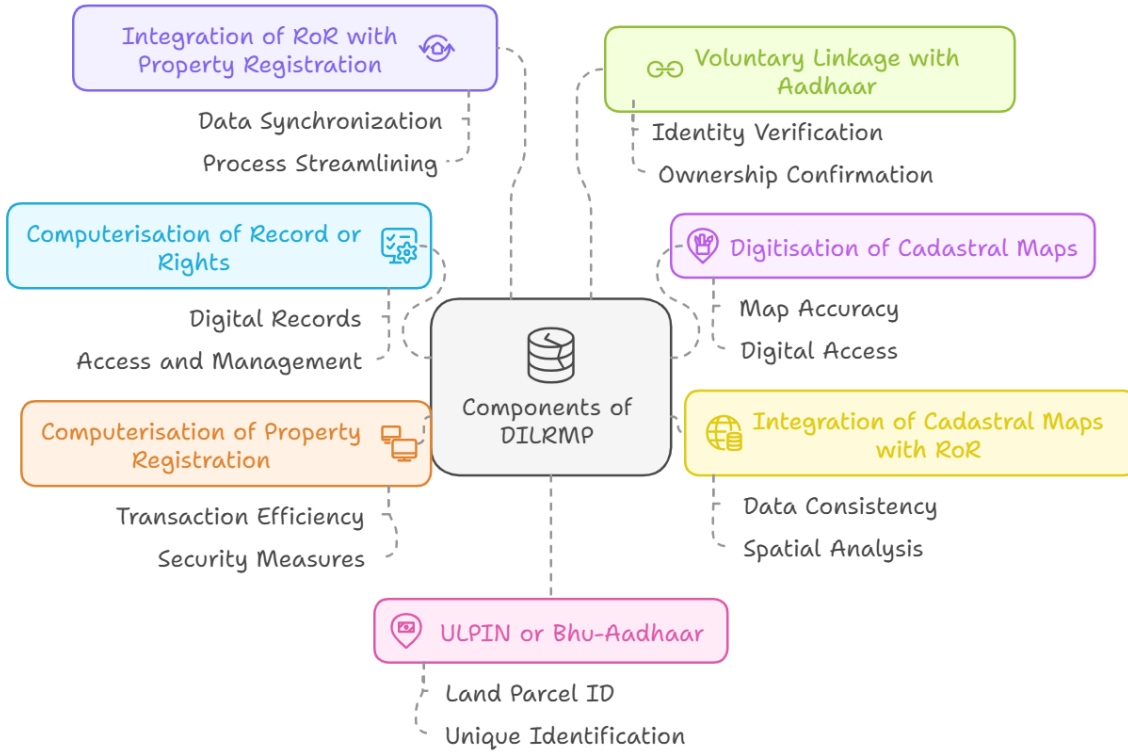 Integration of RoR with
Property Registration
Data Synchronization
Process Streamlining
Voluntary Linkage with
Aadhaar
Identity Verification
Ownership Confirmation
Computerisation of Record or
Rights
Digital Records
Access and Management
Digitisation of Cadastral Maps
Map Accuracy
Digital Access
Components of
DILRMP
Computerisation of Property
Registration
Transaction Efficiency
Security Measures
Integration of Cadastral Maps
with RoR
Data Consistency
Spatial Analysis
ULPIN or Bhu-Aadhaar
Land Parcel ID
Unique Identification